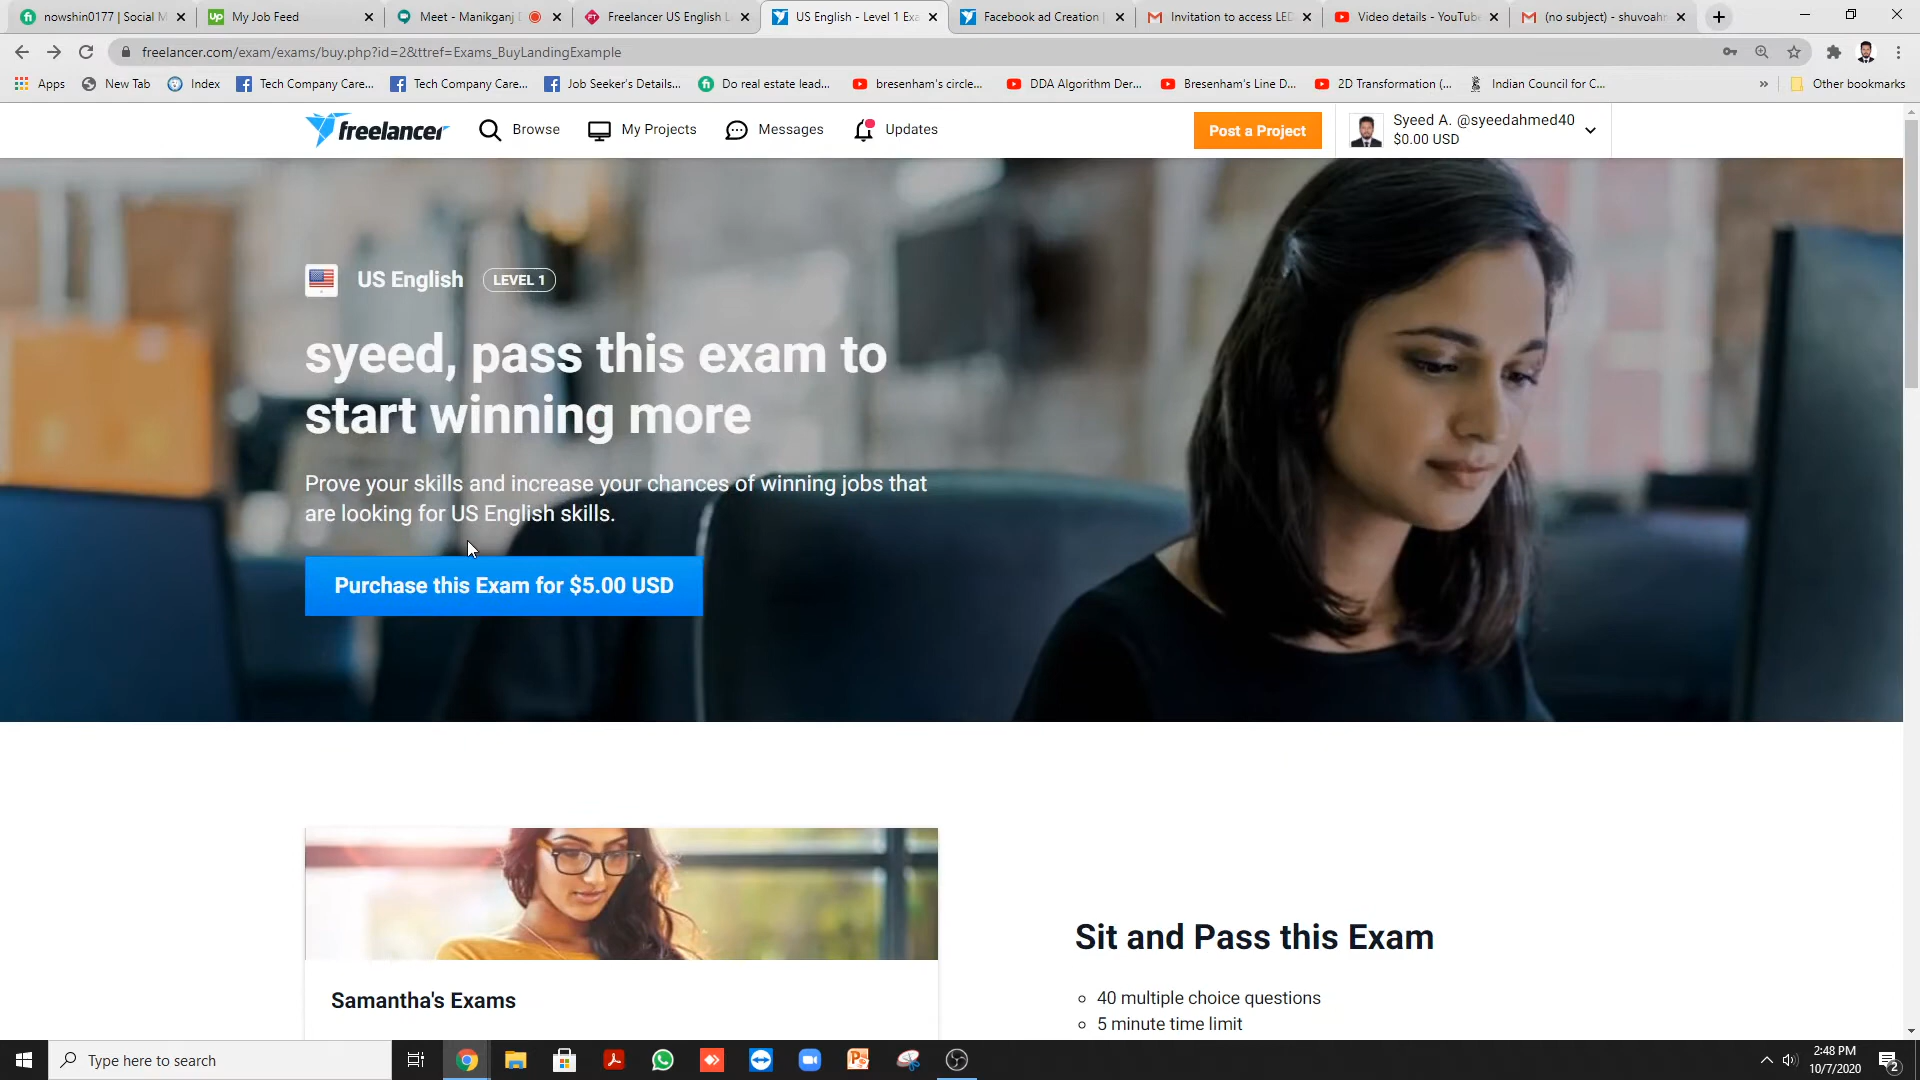 nowshin0177 | Social M
My Job Feed
Meet - Manikganj D
Freelancer US English L
US English - Level 1 Exa
Facebook ad Creation |
Invitation to access LED
Video details - YouTube
(no subject) - shuvoahm
freelancer.com/exam/exams/buy.php?id=2&ttref=Exams_BuyLandingExample
Apps
New Tab
Index
Tech Company Care...
Tech Company Care...
Job Seeker's Details...
Do real estate lead...
bresenham's circle...
DDA Algorithm Der...
Bresenham's Line D...
2D Transformation (...
Indian Council for C...
Other bookmarks
freelancer
Browse
My Projects
Messages
Updates
Post a Project
Syeed A. @syeedahmed40
$0.00 USD
US English
LEVEL 1
syeed, pass this exam to
start winning more
Prove your skills and increase your chances of winning jobs that
are looking for US English skills.
Purchase this Exam for $5.00 USD
Samantha's Exams
Sit and Pass this Exam
40 multiple choice questions
5 minute time limit
Type here to search
2:48 PM
10/7/2020
2